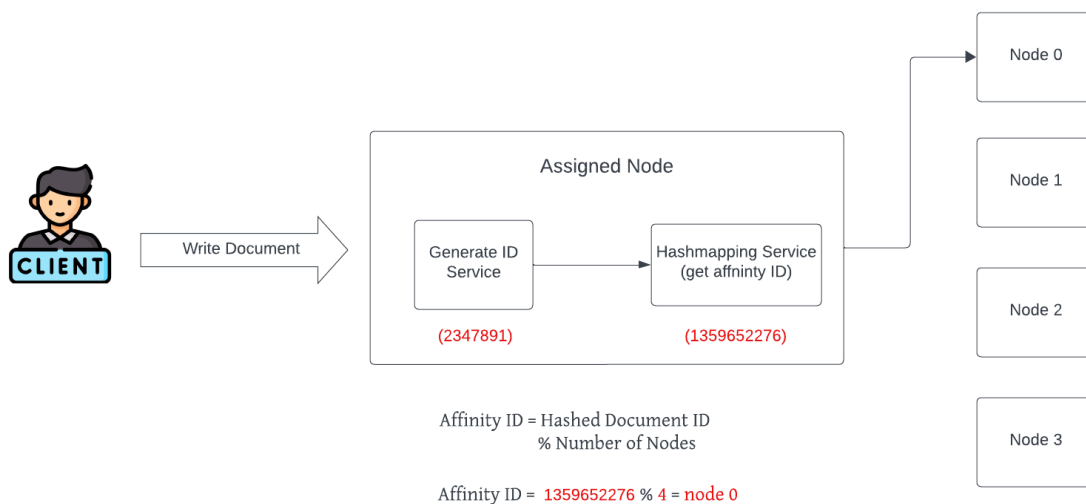 Node 0
Assigned Node
Node 1
CLIENT
Write Document
Generate ID
Service
Hashmapping Service
(get affninty ID)
Node 2
(2347891)
(1359652276)
Affinity ID = Hashed Document ID
% Number of Nodes
Node 3
Affinity ID = 1359652276 % 4 = node 0